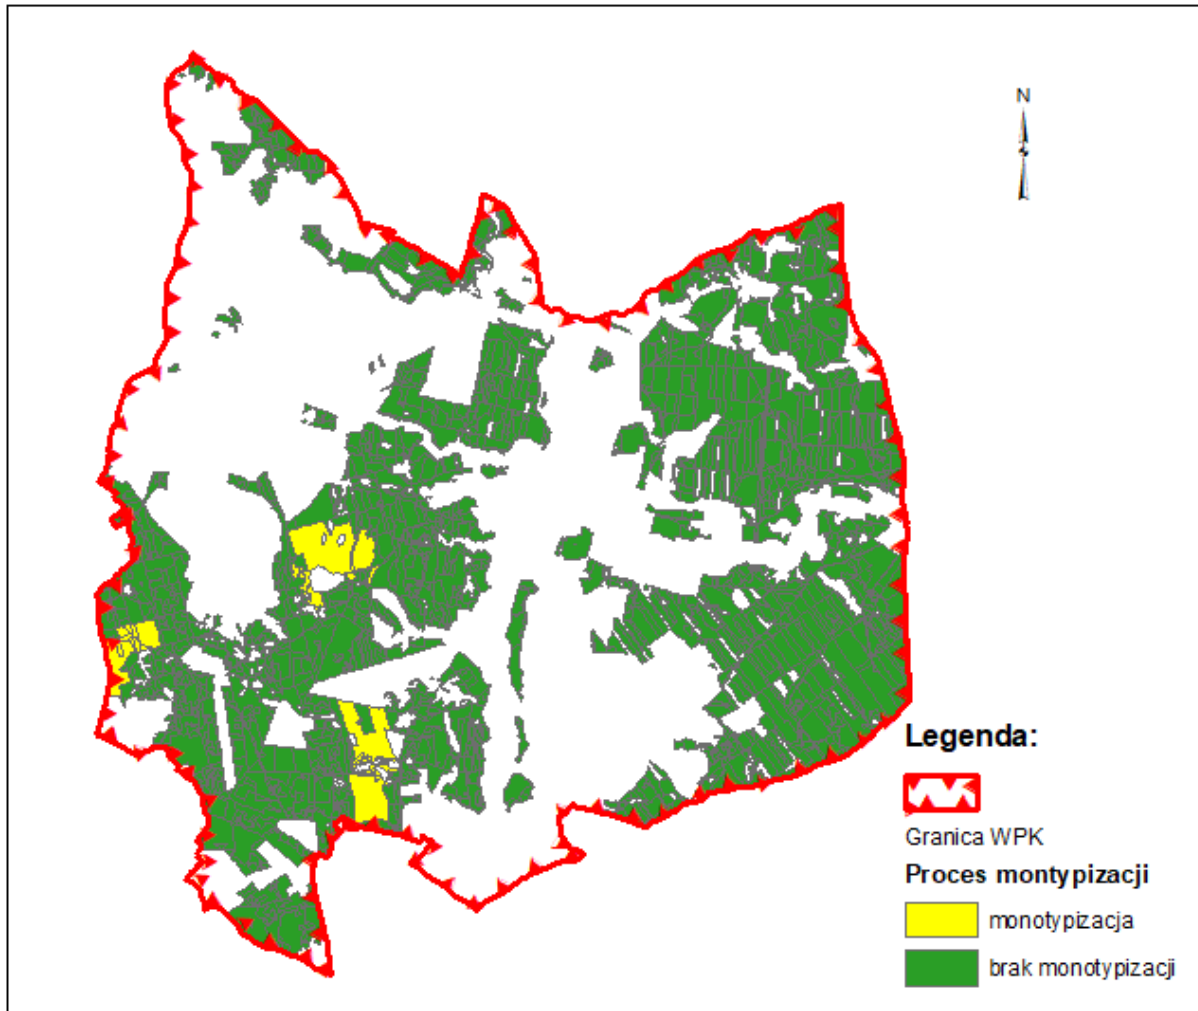 N
Legenda:
Granica WPK
Proces montypizacji
monotypizacja
brak monotypizacji